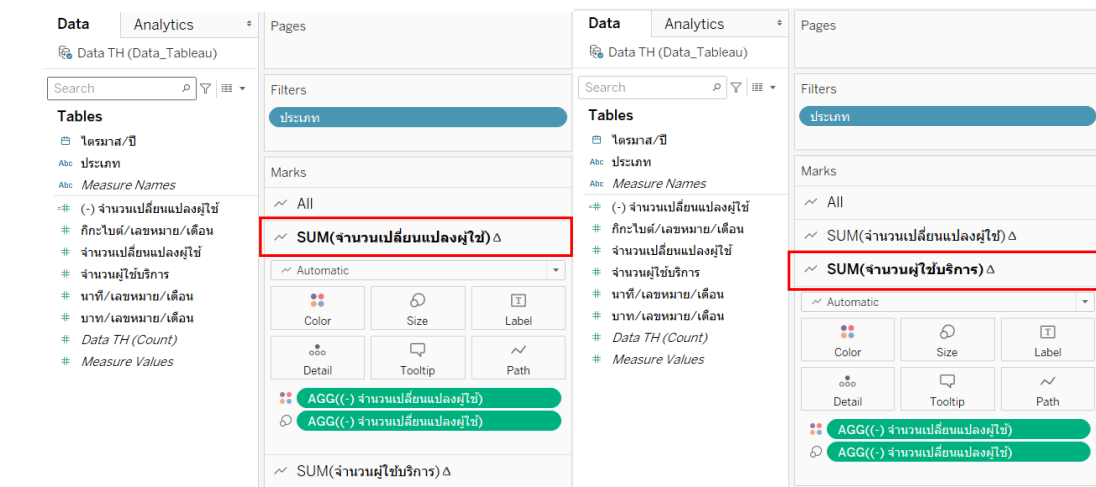 Data Analytics
Data TH (Data_Tableau)
Search
Tables
ไตรมาส/ปี
Abc ประเภท
Abc Measure Names
(-) จำนวนเปลี่ยนแปลงผู้ใช้
กิกะไบต์/เลขหมาย/เดือน
จำนวนเปลี่ยนแปลงผู้ใช้
จำนวนผู้ใช้บริการ
นาที/เลขหมาย/เดือน
บาท/เลขหมาย/เดือน
Data TH (Count)
Measure Values
Pages
Filters
ประเภท
Marks
All
SUM(จำนวนเปลี่ยนแปลงผู้ใช้) Δ
Automatic
Color Size Label
Detail Tooltip Path
AGG((-) จำนวนเปลี่ยนแปลงผู้ใช้)
AGG((-) จำนวนเปลี่ยนแปลงผู้ใช้)
SUM(จำนวนผู้ใช้บริการ) Δ
Data Analytics
Data TH (Data_Tableau)
Search
Tables
ไตรมาส/ปี
Abc ประเภท
Abc Measure Names
(-) จำนวนเปลี่ยนแปลงผู้ใช้
กิกะไบต์/เลขหมาย/เดือน
จำนวนเปลี่ยนแปลงผู้ใช้
จำนวนผู้ใช้บริการ
นาที/เลขหมาย/เดือน
บาท/เลขหมาย/เดือน
Data TH (Count)
Measure Values
Pages
Filters
ประเภท
Marks
All
SUM(จำนวนเปลี่ยนแปลงผู้ใช้) Δ
SUM(จำนวนผู้ใช้บริการ) Δ
Automatic
Color Size Label
Detail Tooltip Path
AGG((-) จำนวนเปลี่ยนแปลงผู้ใช้)
AGG((-) จำนวนเปลี่ยนแปลงผู้ใช้)